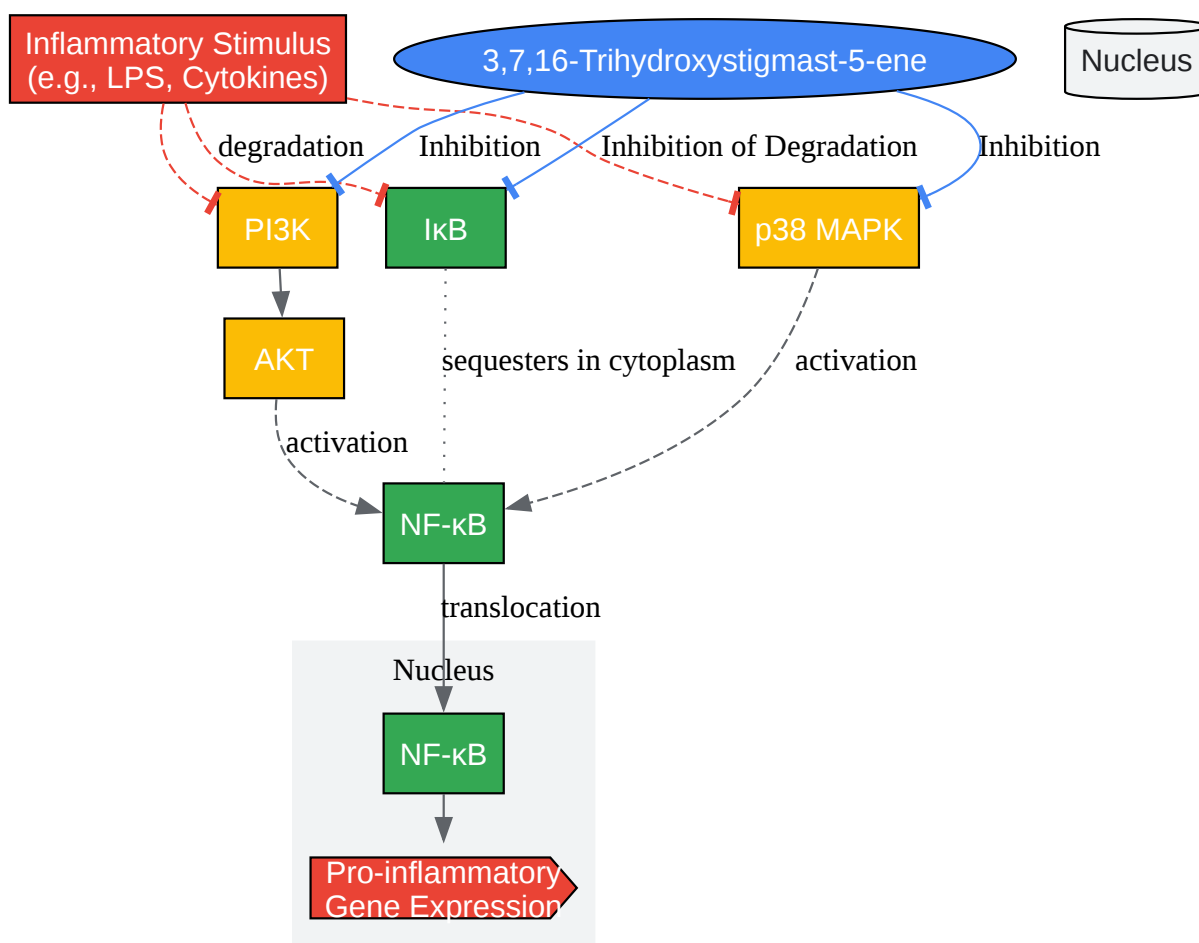 Inflammatory Stimulus
(e.g., LPS, Cytokines)
3,7,16-Trihydroxystigmast-5-ene
Nucleus
degradation
Inhibition
Inhibition of Degradation
Inhibition
PI3K
IκB
p38 MAPK
AKT
sequesters in cytoplasm
activation
activation
NF-κB
translocation
Nucleus
NF-κB
Pro-inflammatory
Gene Expression